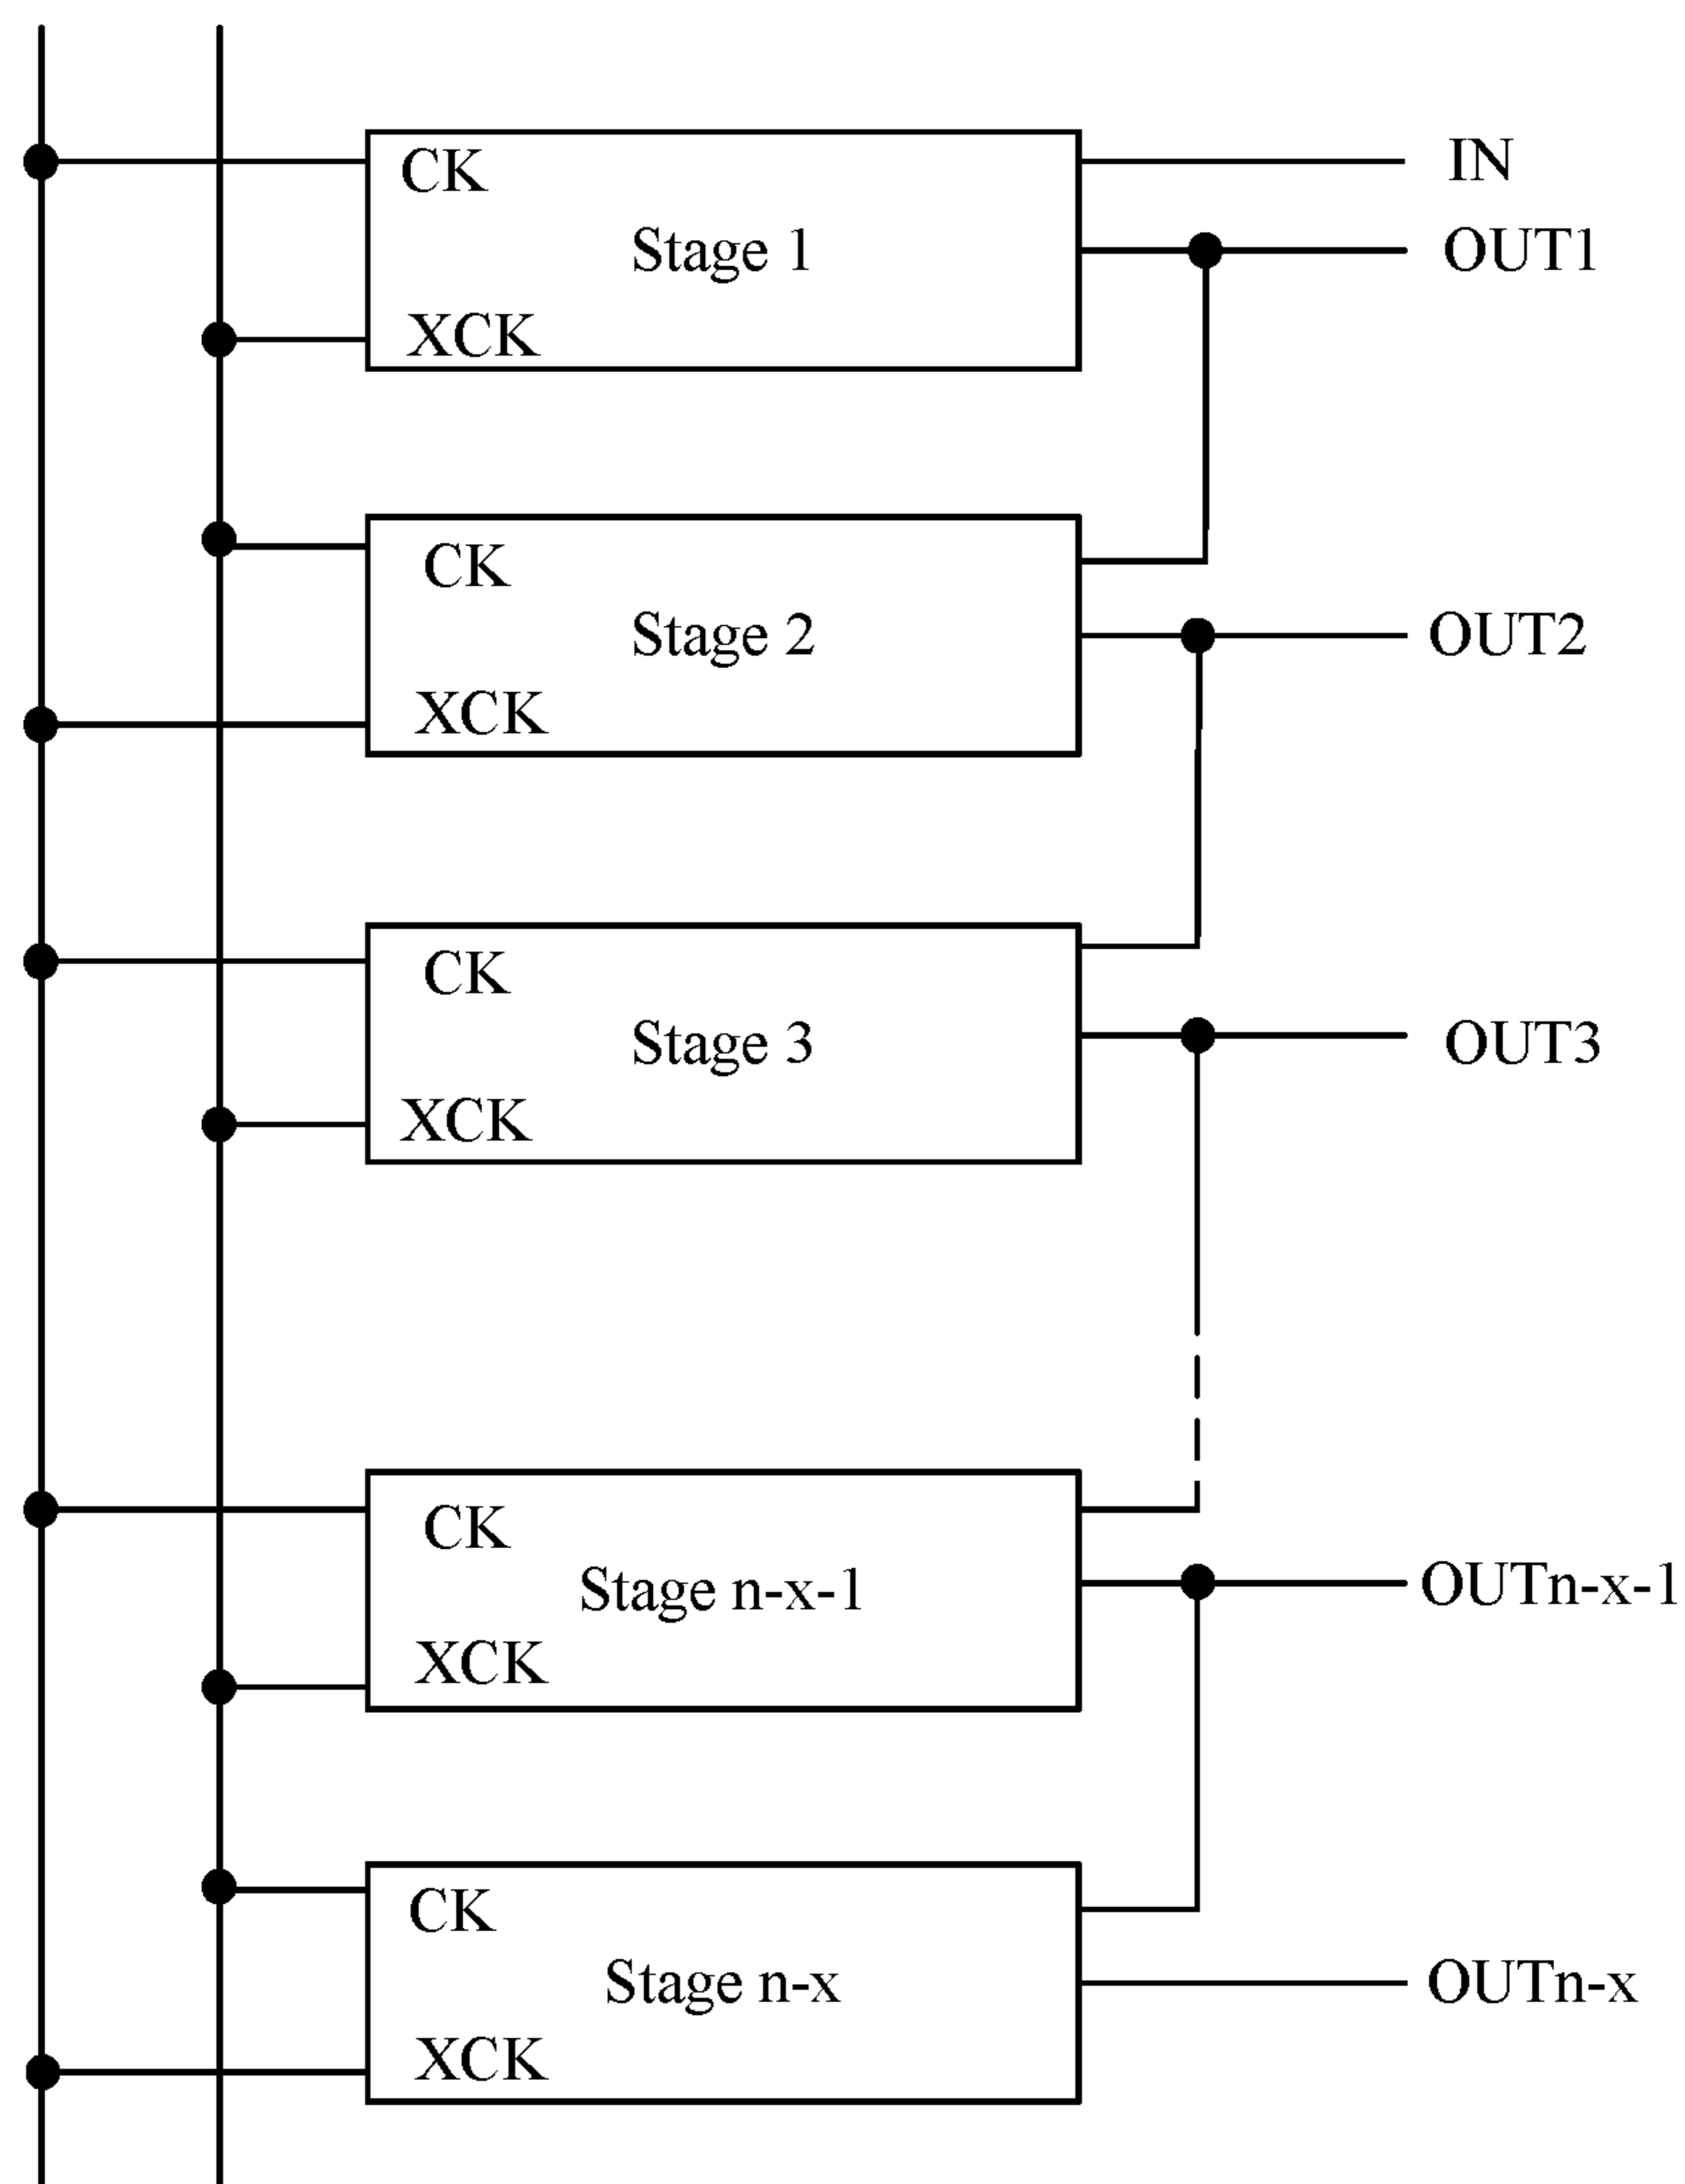 CK
IN
Stage 1
OUT1
XCK
CK
Stage 2
OUT2
XCK
CK
Stage 3
OUT3
XCK
CK
Stage n-x-1
OUTn-x-1
XCK
CK
Stage n-x
OUTn-x
XCK